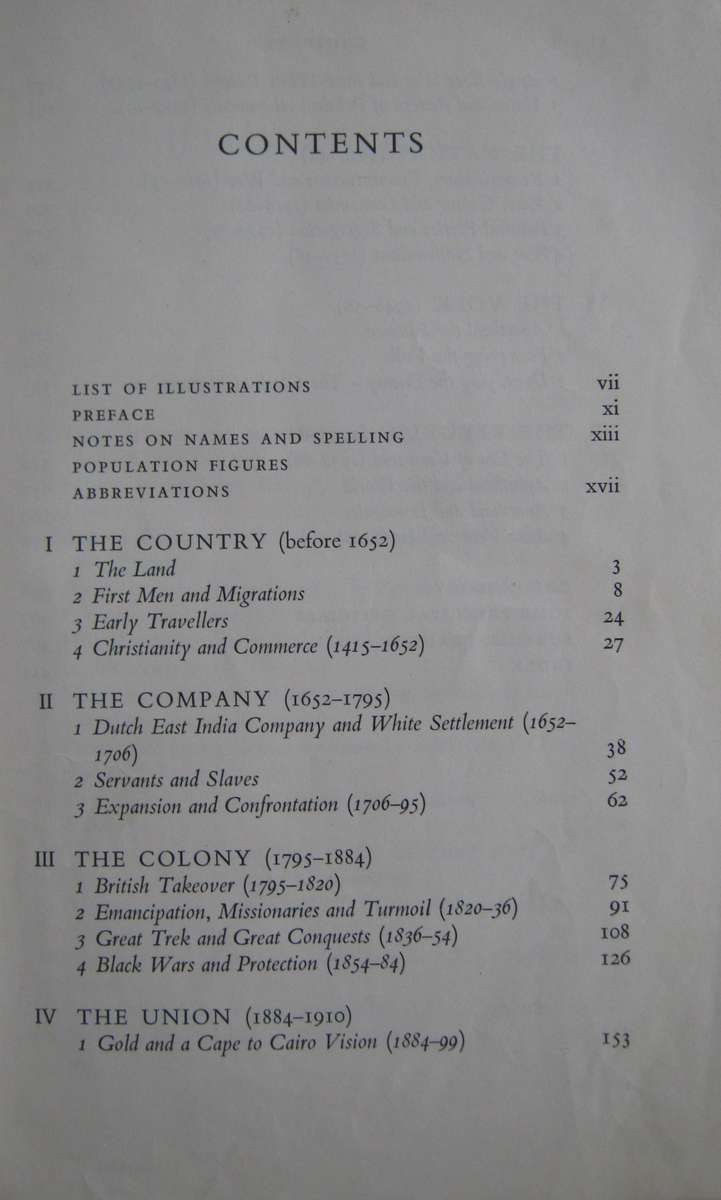 CONTENTS
LIST OF ILLUSTRATIONS vii
PREFACE xi
NOTES ON NAMES AND SPELLING xiii
POPULATION FIGURES
ABBREVIATIONS xvii
I THE COUNTRY (before 1652)
1 The Land 3
2 First Men and Migrations 8
3 Early Travellers 24
4 Christianity and Commerce (1415–1652) 27
II THE COMPANY (1652–1795)
1 Dutch East India Company and White Settlement (1652–
1706) 38
2 Servants and Slaves 52
3 Expansion and Confrontation (1706–95) 62
III THE COLONY (1795–1884)
1 British Takeover (1795–1820) 75
2 Emancipation, Missionaries and Turmoil (1820–36) 91
3 Great Trek and Great Conquests (1836–54) 108
4 Black Wars and Protection (1854–84) 126
IV THE UNION (1884–1910)
1 Gold and a Cape to Cairo Vision (1884–99) 153